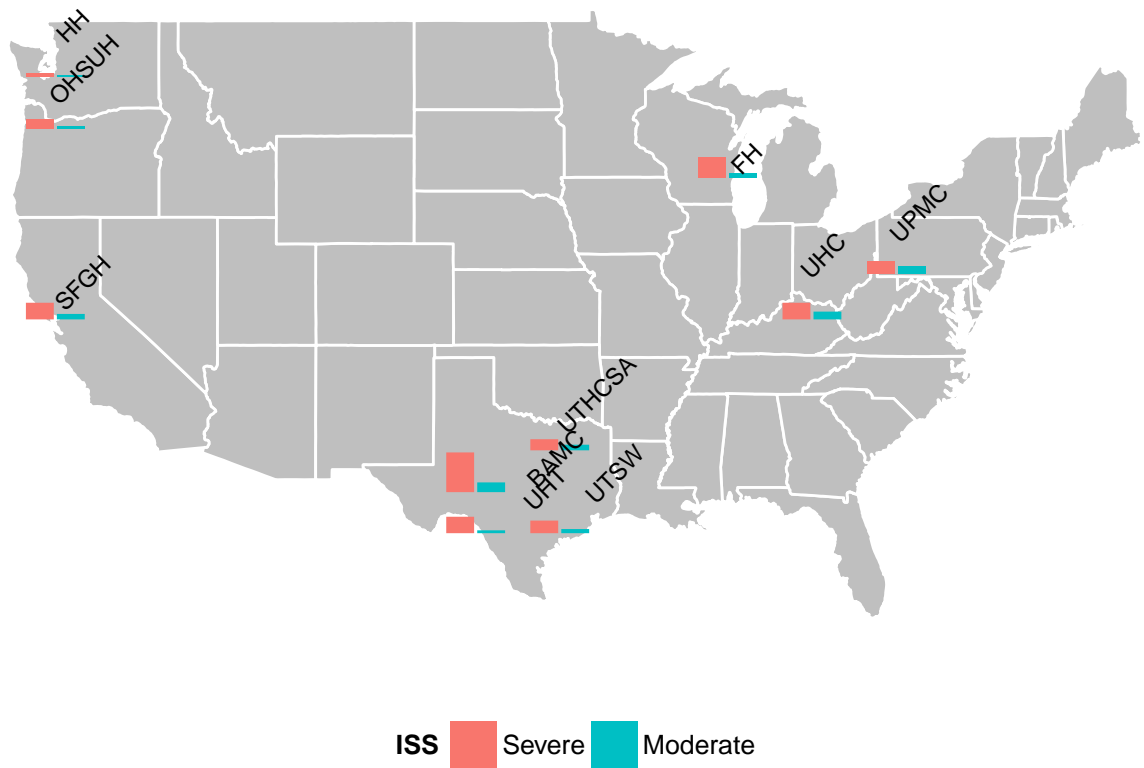 HH
OHSUH
FH
UPMC
UHC
SFGH
UTHCSA
BAMC
UHT
UTSW
ISS Severe Moderate